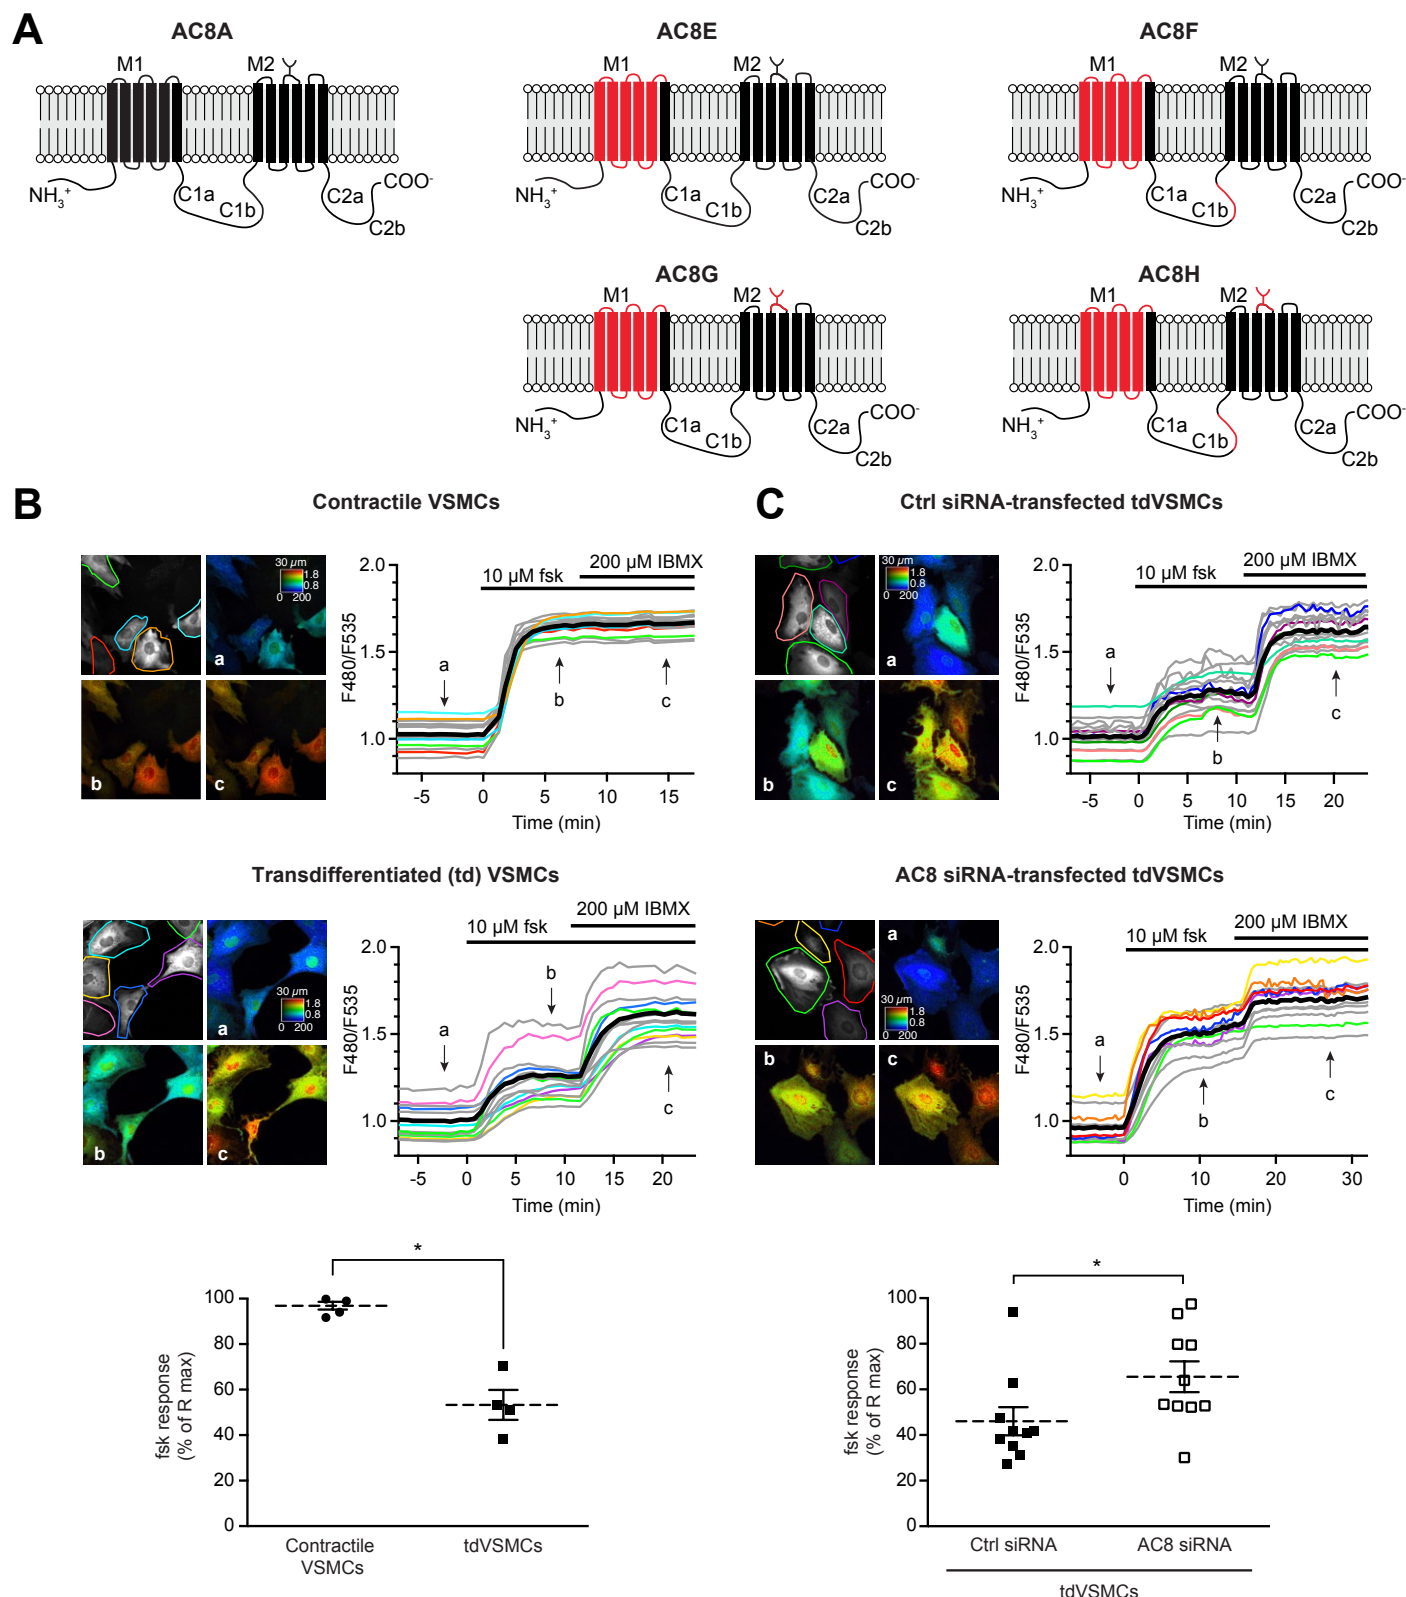 A
AC8A
AC8E
AC8F
M1
M2
M1
M2
M1
M2
NH3+
C1a
C1b
C2a
COO-
C2b
NH3+
C1a
C1b
C2a
COO-
C2b
NH3+
C1a
C1b
C2a
COO-
C2b
AC8G
AC8H
M1
M2
M1
M2
NH3+
C1a
C1b
C2a
COO-
C2b
NH3+
C1a
C1b
C2a
COO-
C2b
B
Contractile VSMCs
30 µm
1.8
0.8
0 200
a
b
c
200 µM IBMX
10 µM fsk
2.0
1.5
1.0
F480/F535
a
b
c
-5 0 5 10 15
Time (min)
Transdifferentiated (td) VSMCs
30 µm
1.8
0.8
0 200
a
b
c
200 µM IBMX
10 µM fsk
2.0
1.5
1.0
F480/F535
a
b
c
-5 0 5 10 15 20
Time (min)
*
100
80
60
40
20
0
fsk response
(% of R max)
Contractile
VSMCs
tdVSMCs
C
Ctrl siRNA-transfected tdVSMCs
30 µm
1.8
0.8
0 200
a
b
c
200 µM IBMX
10 µM fsk
2.0
1.5
1.0
F480/F535
a
b
c
-5 0 5 10 15 20
Time (min)
AC8 siRNA-transfected tdVSMCs
a
30 µm
1.8
0.8
0 200
b
c
200 µM IBMX
10 µM fsk
2.0
1.5
1.0
F480/F535
a
b
c
0 10 20 30
Time (min)
*
100
80
60
40
20
0
fsk response
(% of R max)
Ctrl siRNA
AC8 siRNA
tdVSMCs